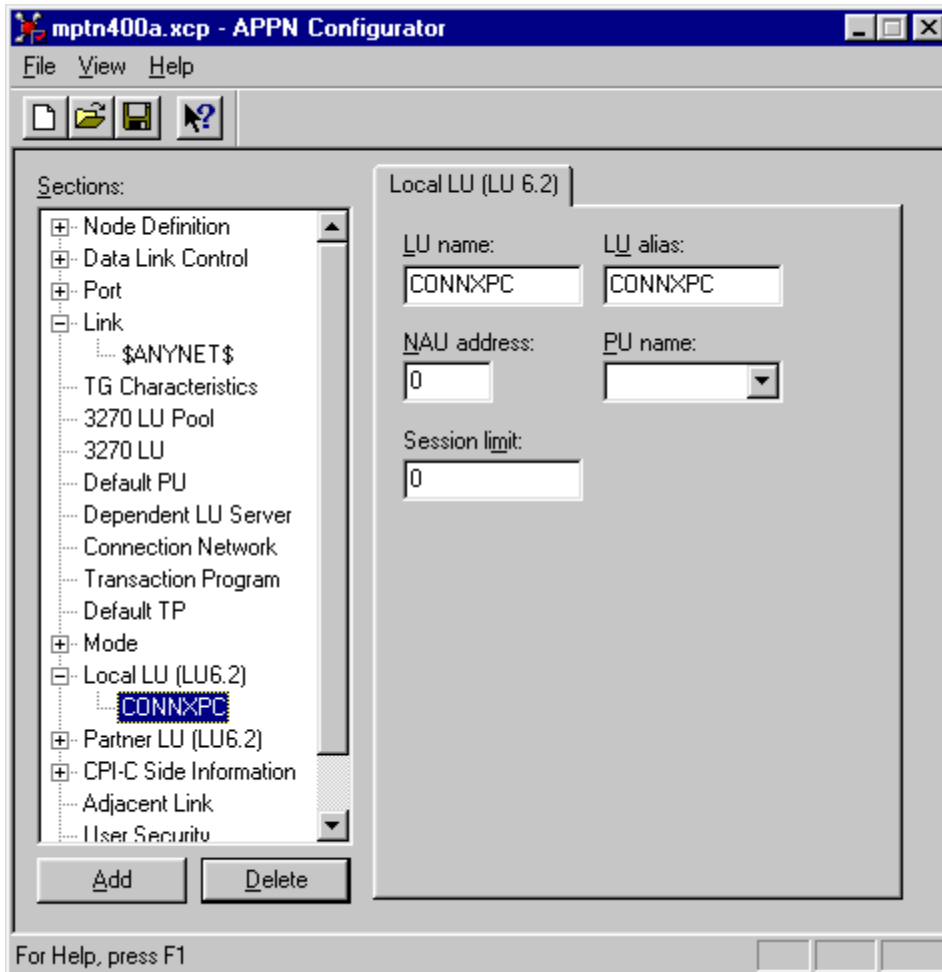 mptn400a.xcp - APPN Configurator
File View Help
Sections:
Node Definition
Data Link Control
Port
Link
$ANYNET$
TG Characteristics
3270 LU Pool
3270 LU
Default PU
Dependent LU Server
Connection Network
Transaction Program
Default TP
Mode
Local LU (LU6.2)
CONNXPC
Partner LU (LU6.2)
CPI-C Side Information
Adjacent Link
User Security
Add Delete
Local LU (LU 6.2)
LU name: LU alias:
CONNXPC CONNXPC
NAU address: PU name:
0
Session limit:
0
For Help, press F1